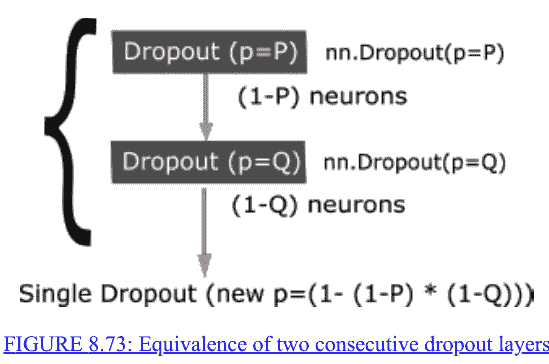 Dropout (p=P) nn.Dropout(p=P)
(1-P) neurons
Dropout (p=Q) nn.Dropout(p=Q)
(1-Q) neurons
Single Dropout (new p=(1- (1-P) * (1-Q)))
FIGURE 8.73: Equivalence of two consecutive dropout layers